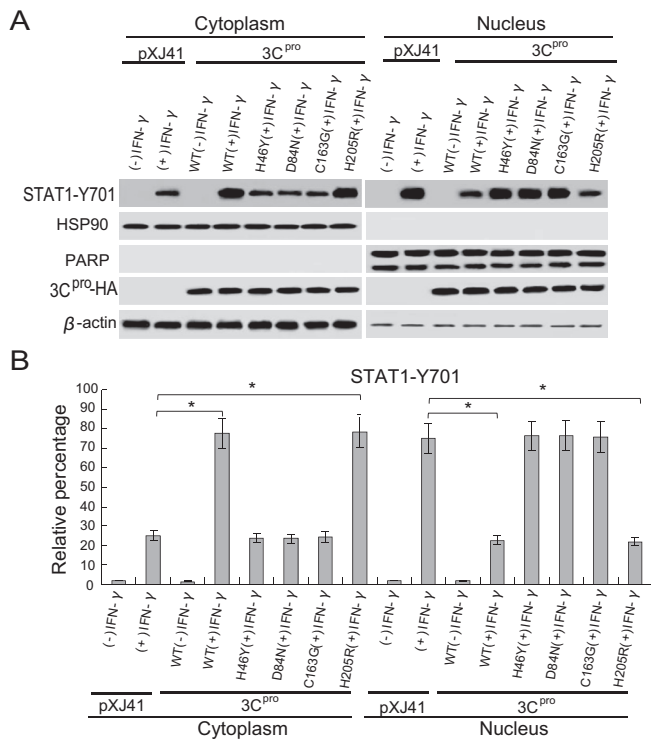 A
Cytoplasm Nucleus
pXJ41 3C^pro pXJ41 3C^pro
(-)IFN-γ (+)IFN-γ WT(-)IFN-γ WT(+)IFN-γ H46Y(+)IFN-γ D84N(+)IFN-γ C163G(+)IFN-γ H205R(+)IFN-γ (-)IFN-γ (+)IFN-γ WT(-)IFN-γ WT(+)IFN-γ H46Y(+)IFN-γ D84N(+)IFN-γ C163G(+)IFN-γ H205R(+)IFN-γ
STAT1-Y701
HSP90
PARP
3C^pro-HA
β-actin
B
STAT1-Y701
Relative percentage
100
90
80
70
60
50
40
30
20
10
0
* * * *
(-)IFN-γ (+)IFN-γ WT(-)IFN-γ WT(+)IFN-γ H46Y(+)IFN-γ D84N(+)IFN-γ C163G(+)IFN-γ H205R(+)IFN-γ (-)IFN-γ (+)IFN-γ WT(-)IFN-γ WT(+)IFN-γ H46Y(+)IFN-γ D84N(+)IFN-γ C163G(+)IFN-γ H205R(+)IFN-γ
pXJ41 3C^pro pXJ41 3C^pro
Cytoplasm Nucleus